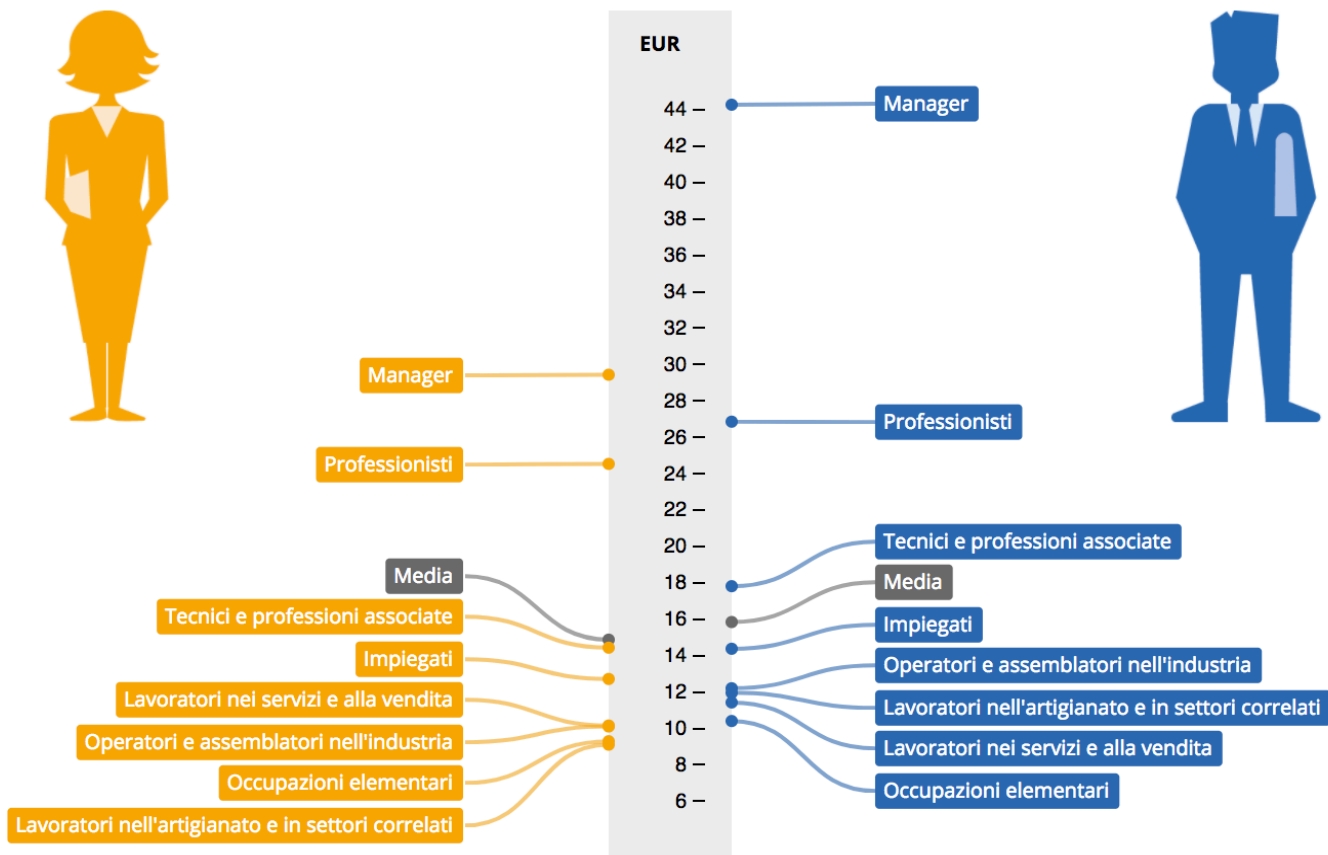 EUR
44
42
40
38
36
34
32
30
28
26
24
22
20
18
16
14
12
10
8
6
Manager
Professionisti
Media
Tecnici e professioni associate
Impiegati
Lavoratori nei servizi e alla vendita
Operatori e assemblatori nell'industria
Occupazioni elementari
Lavoratori nell'artigianato e in settori correlati
Manager
Professionisti
Tecnici e professioni associate
Media
Impiegati
Operatori e assemblatori nell'industria
Lavoratori nell'artigianato e in settori correlati
Lavoratori nei servizi e alla vendita
Occupazioni elementari